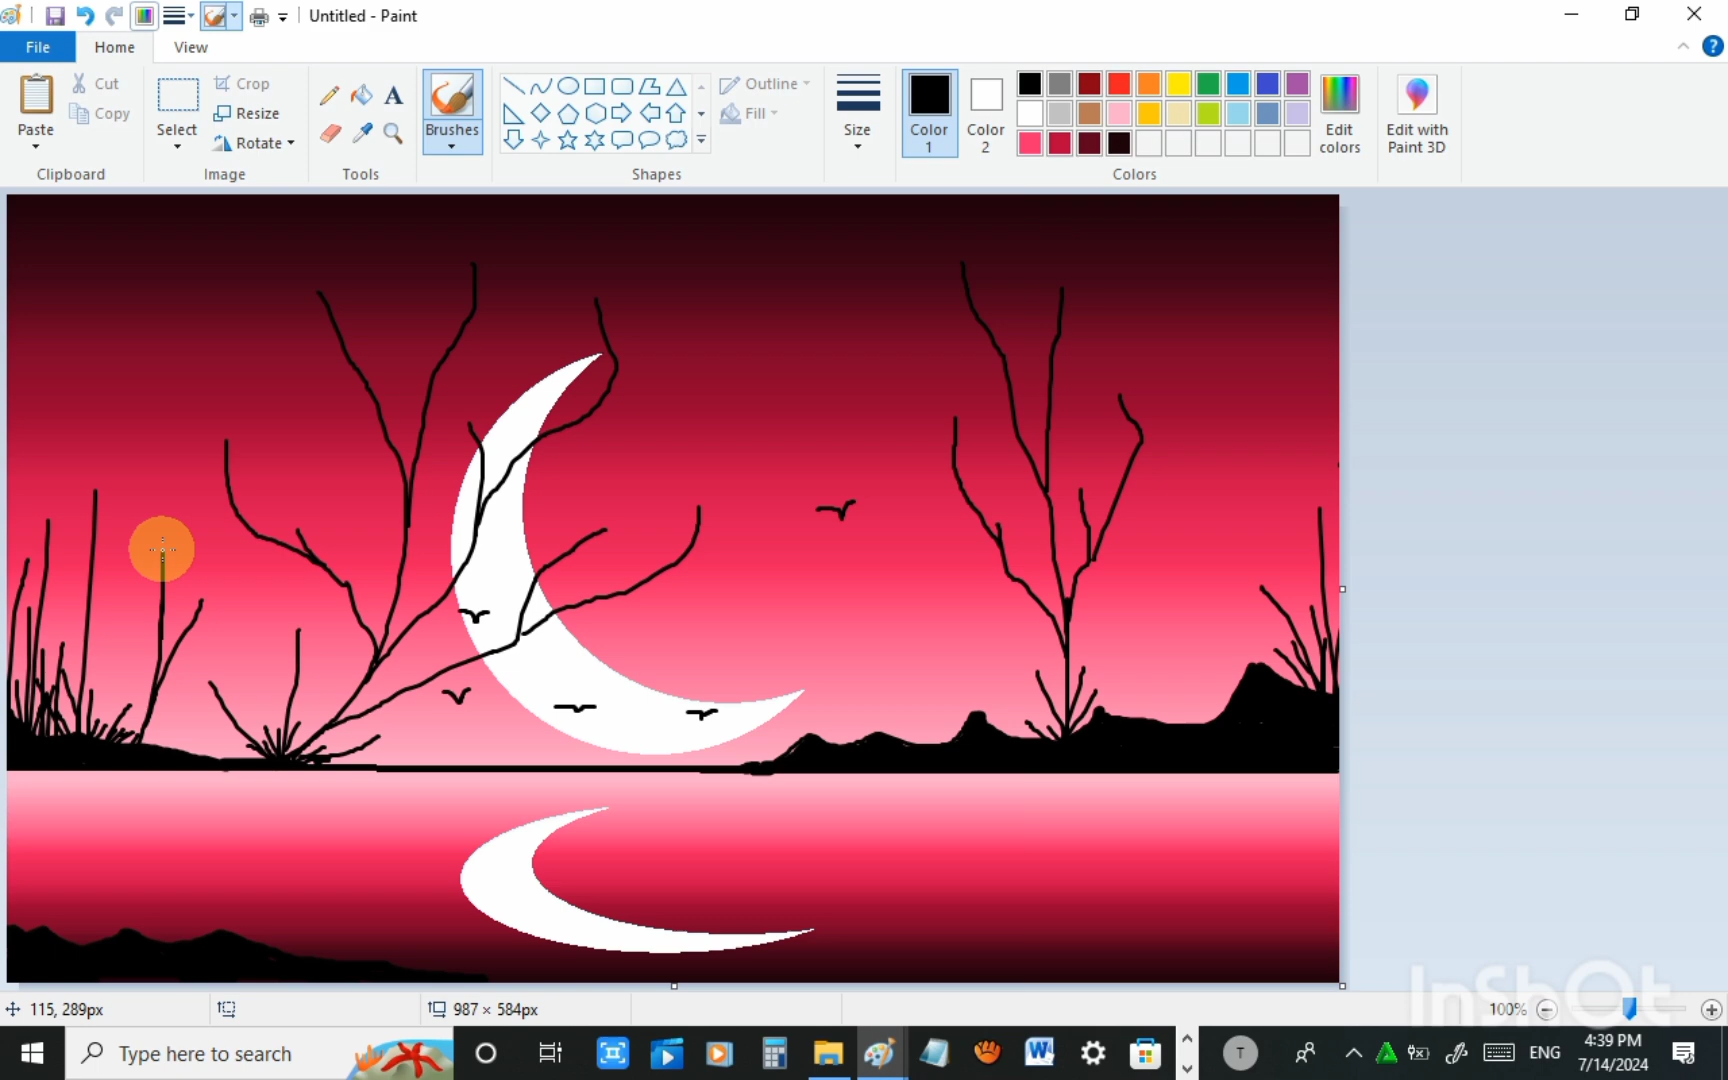 Untitled - Paint
File
Home
View
Paste
Cut
Copy
Clipboard
Select
Crop
Resize
Rotate
Image
Tools
Brushes
Shapes
Outline
Fill
Size
Color 1
Color 2
Edit colors
Colors
Edit with Paint 3D
115, 289px
987 × 584px
100%
InShOt
Type here to search
T
ENG
4:39 PM
7/14/2024